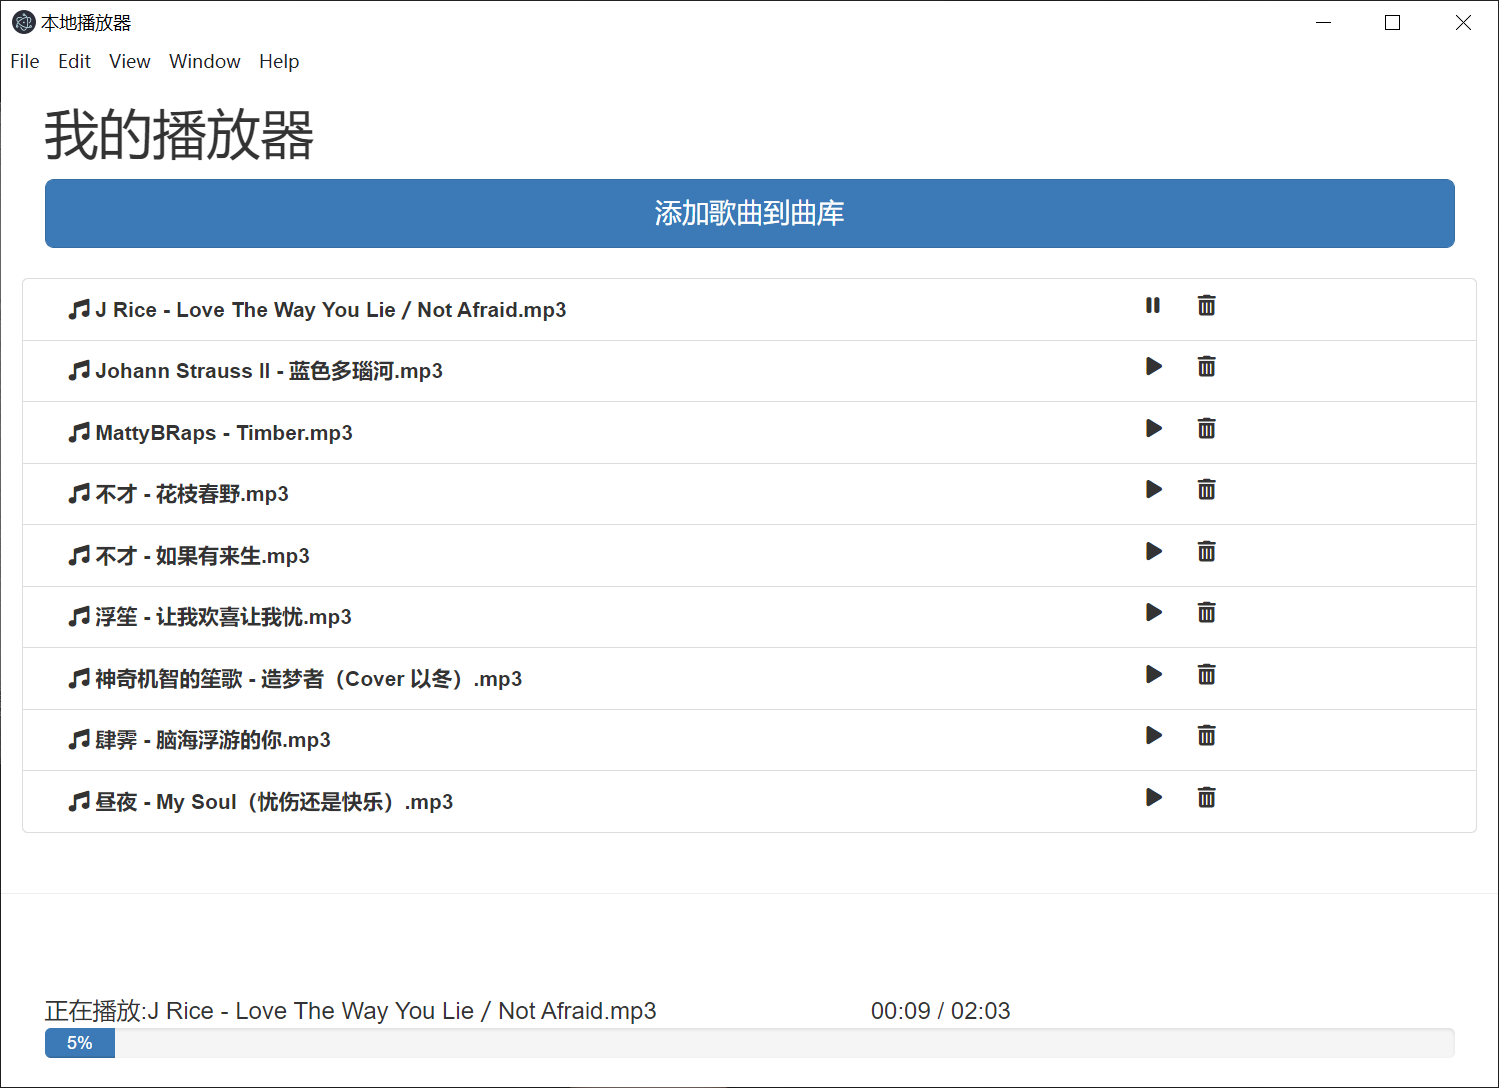 本地播放器
File Edit View Window Help
我的播放器
添加歌曲到曲库
J Rice - Love The Way You Lie / Not Afraid.mp3
Johann Strauss II - 蓝色多瑙河.mp3
MattyBRaps - Timber.mp3
不才 - 花枝春野.mp3
不才 - 如果有来生.mp3
浮笙 - 让我欢喜让我忧.mp3
神奇机智的笙歌 - 造梦者（Cover 以冬）.mp3
肆霁 - 脑海浮游的你.mp3
昼夜 - My Soul（忧伤还是快乐）.mp3
正在播放:J Rice - Love The Way You Lie / Not Afraid.mp3 00:09 / 02:03
5%